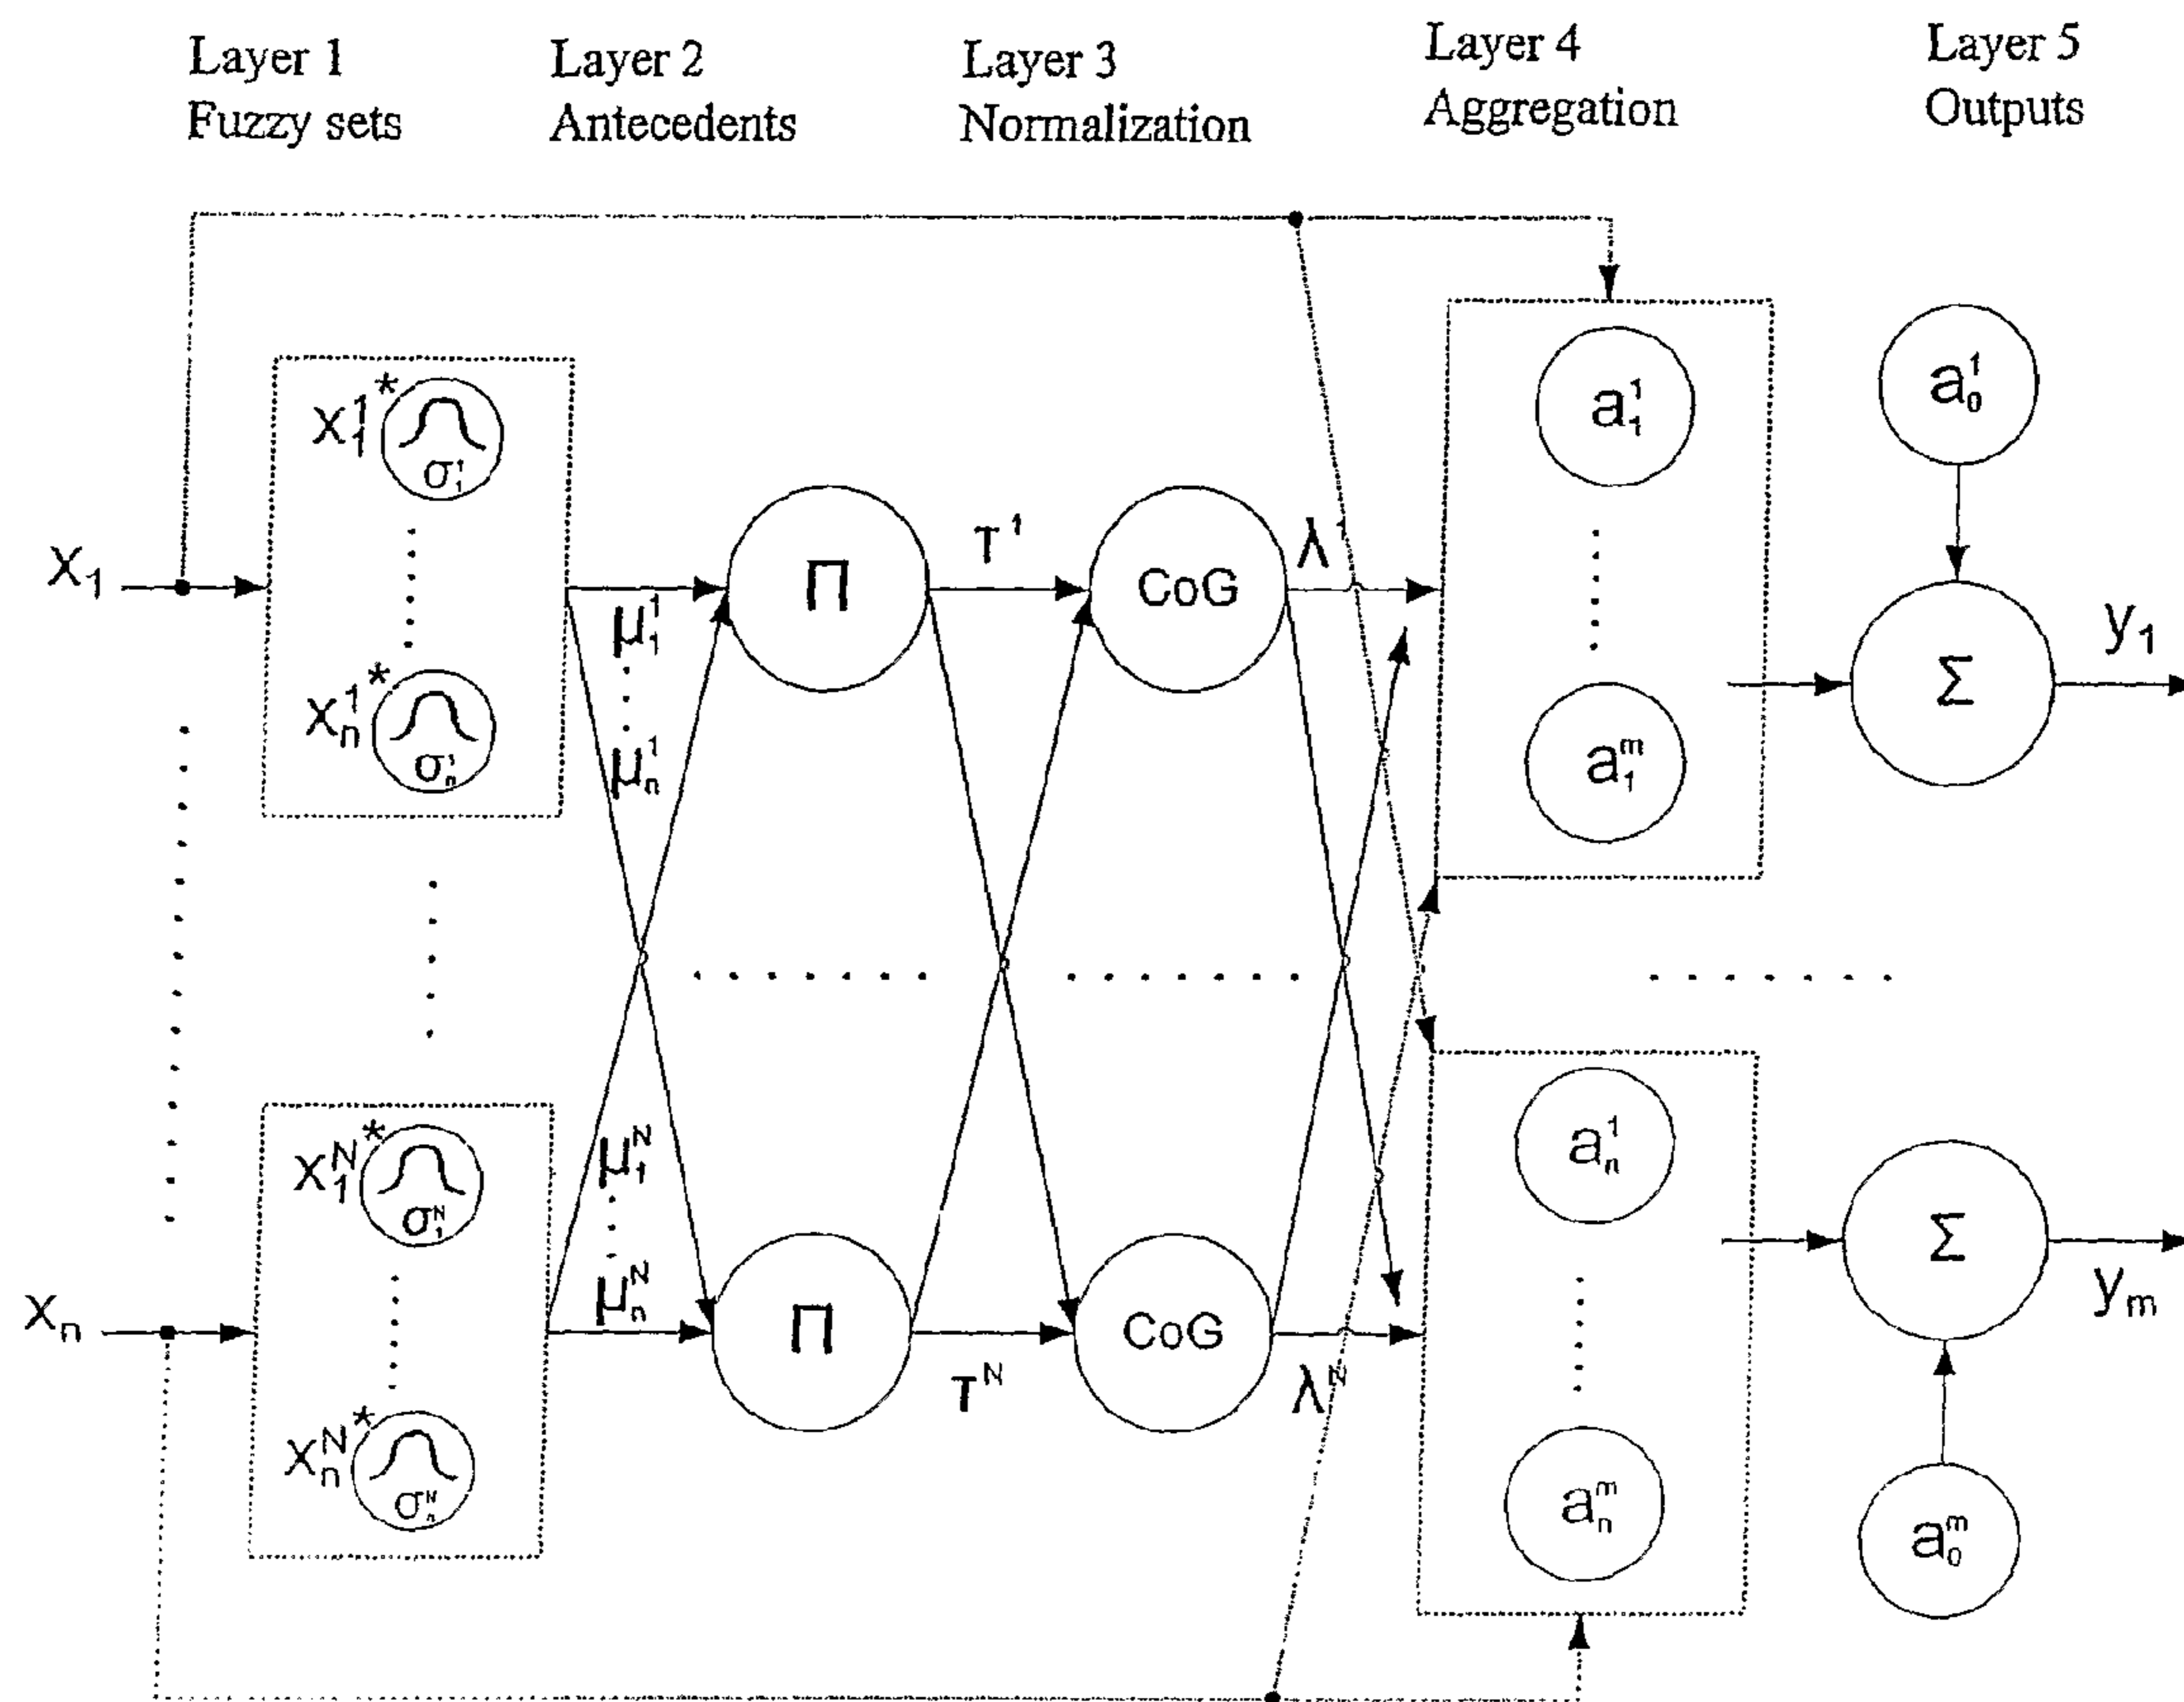 Layer 1
Fuzzy sets
Layer 2
Antecedents
Layer 3
Normalization
Layer 4
Aggregation
Layer 5
Outputs
x₁
x₁¹*
σ₁¹
xₙ¹*
σₙ¹
μ₁¹
μₙ¹
Π
τ¹
CoG
λ¹
a₁¹
a₁ᵐ
a₀¹
Σ
y₁
xₙ
x₁ᴺ*
σ₁ᴺ
xₙᴺ*
σₙᴺ
μ₁ᴺ
μₙᴺ
Π
τᴺ
CoG
λᴺ
aₙ¹
aₙᵐ
Σ
yₘ
a₀ᵐ